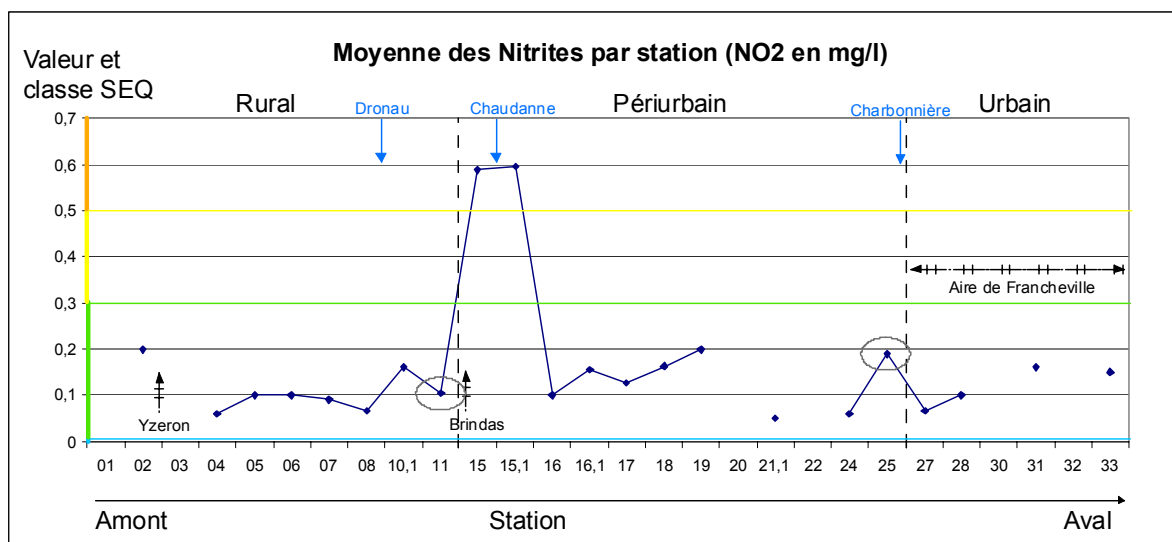 Moyenne des Nitrites par station (NO2 en mg/l)
Valeur et
classe SEQ
Rural
Dronau
Chaudanne
Périurbain
Charbonnière
Urbain
0,7
0,6
0,5
0,4
0,3
0,2
0,1
0
Aire de Francheville
Yzeron
Brindas
01 02 03 04 05 06 07 08 10,1 11 15 15,1 16 16,1 17 18 19 20 21,1 22 24 25 27 28 30 31 32 33
Amont Station Aval